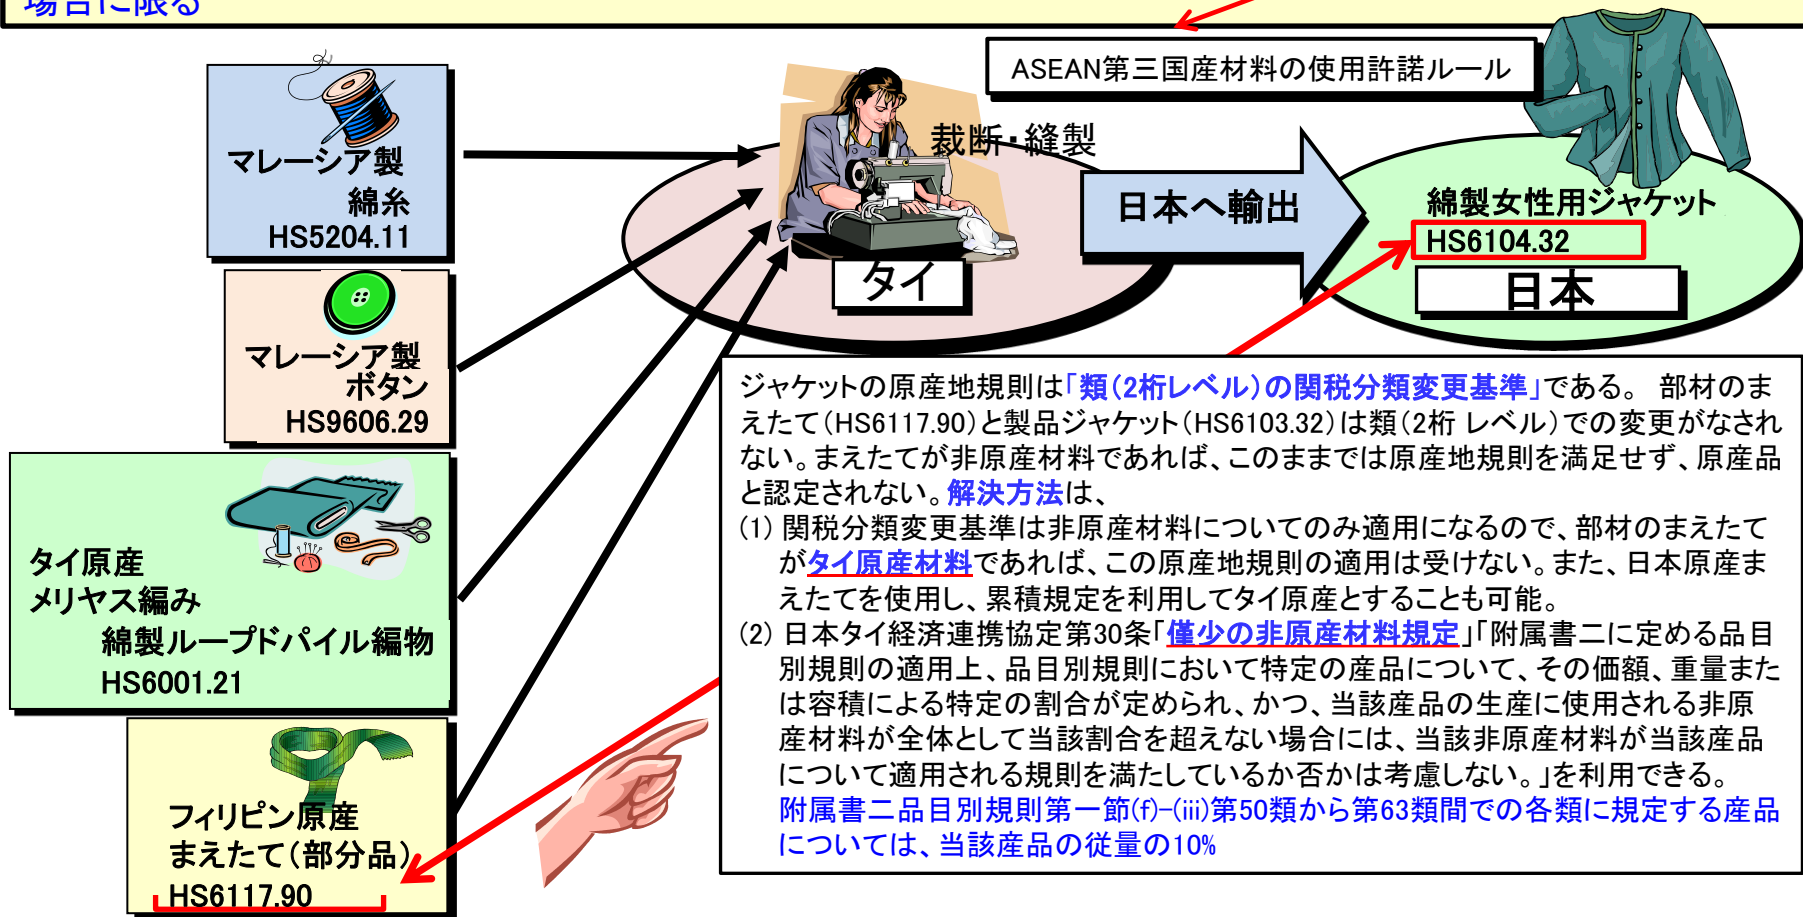 場合に限る
ASEAN第三国産材料の使用許諾ルール
マレーシア製
綿糸
HS5204.11
裁断・縫製
日本へ輸出
綿製女性用ジャケット
HS6104.32
タイ
日本
マレーシア製
ボタン
HS9606.29
タイ原産
メリヤス編み
綿製ループドパイル編物
HS6001.21
フィリピン原産
まえたて(部分品)
HS6117.90
ジャケットの原産地規則は「類(2桁レベル)の関税分類変更基準」である。 部材のま
えたて(HS6117.90)と製品ジャケット(HS6103.32)は類(2桁 レベル)での変更がなされ
ない。まえたてが非原産材料であれば、このままでは原産地規則を満足せず、原産品
と認定されない。解決方法は、
(1) 関税分類変更基準は非原産材料についてのみ適用になるので、部材のまえたて
がタイ原産材料であれば、この原産地規則の適用は受けない。また、日本原産ま
えたてを使用し、累積規定を利用してタイ原産とすることも可能。
(2) 日本タイ経済連携協定第30条「僅少の非原産材料規定」「附属書二に定める品目
別規則の適用上、品目別規則において特定の産品について、その価額、重量また
は容積による特定の割合が定められ、かつ、当該産品の生産に使用される非原
産材料が全体として当該割合を超えない場合には、当該非原産材料が当該産品
について適用される規則を満たしているか否かは考慮しない。」を利用できる。
附属書二品目別規則第一節(f)-(iii)第50類から第63類間での各類に規定する産品
については、当該産品の従量の10%